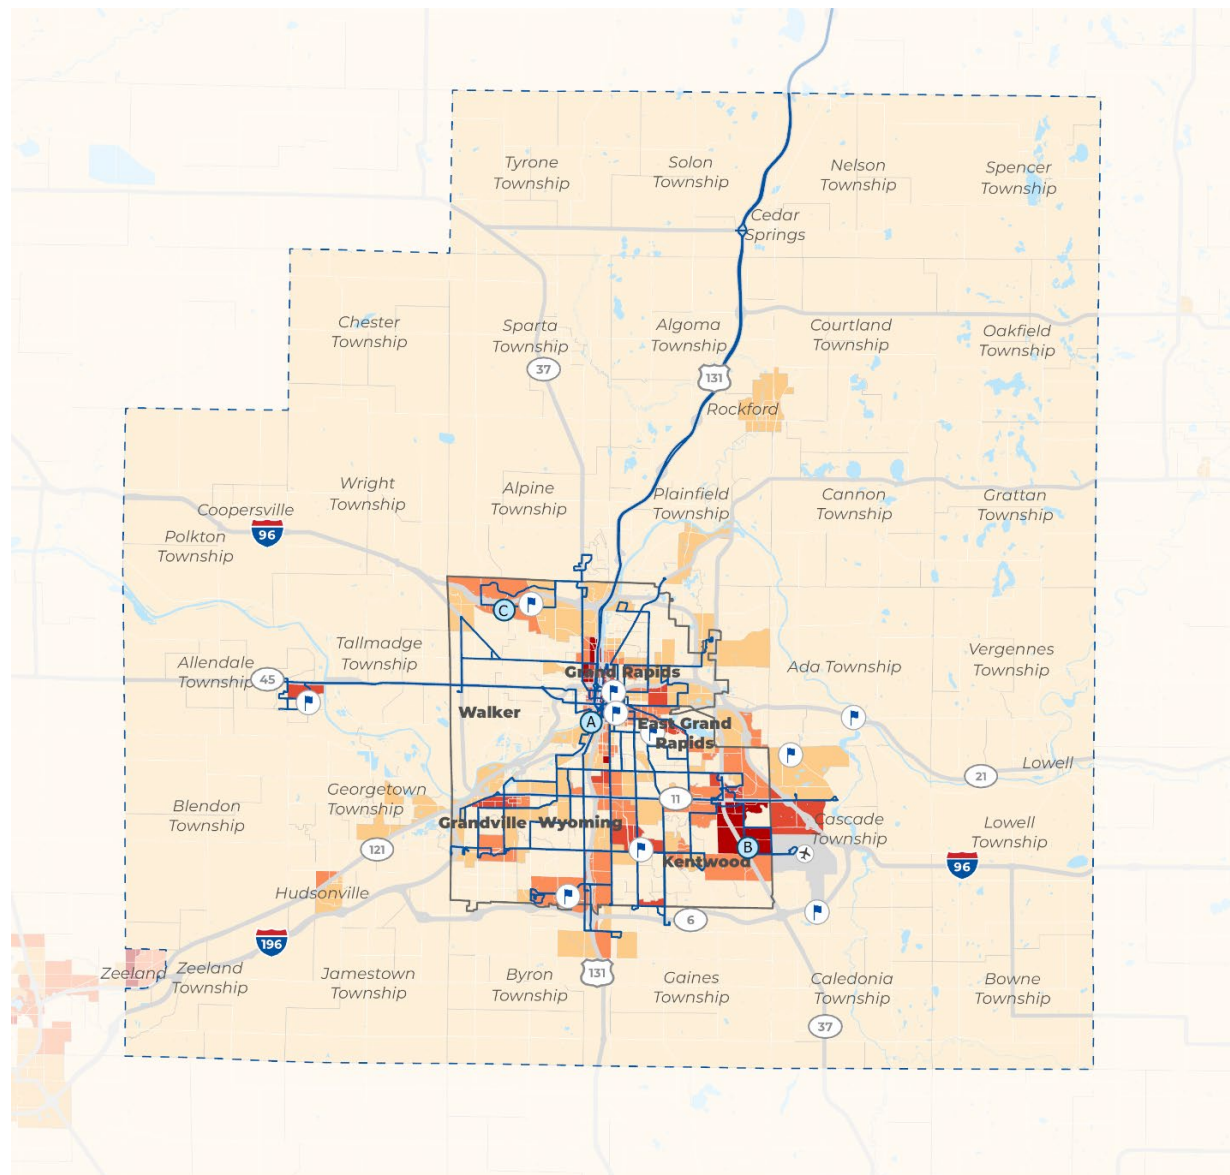 Tyrone
Township
Solon
Township
Nelson
Township
Spencer
Township
Cedar
Springs
Chester
Township
Sparta
Township
Algoma
Township
Courtland
Township
Oakfield
Township
37
131
Rockford
Wright
Township
Alpine
Township
Plainfield
Township
Cannon
Township
Grattan
Township
Coopersville
96
Polkton
Township
C
Tallmadge
Township
Allendale
Township
45
Grand Rapids
Ada Township
Vergennes
Township
Walker
A
East Grand
Rapids
21
Lowell
Georgetown
Township
Blendon
Township
11
Grandville
Wyoming
Cascade
Township
Lowell
Township
121
B
Kentwood
96
Hudsonville
6
196
Zeeland
Zeeland
Township
Jamestown
Township
Byron
Township
131
Gaines
Township
Caledonia
Township
Bowne
Township
37